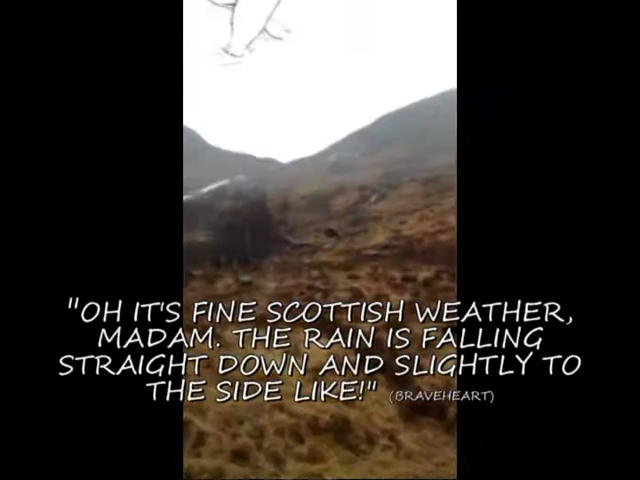 "OH IT'S FINE SCOTTISH WEATHER,
MADAM. THE RAIN IS FALLING
STRAIGHT DOWN AND SLIGHTLY TO
THE SIDE LIKE!" (BRAVEHEART)